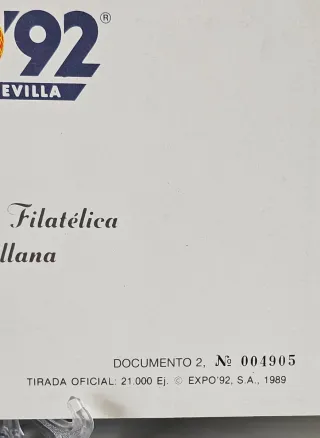 '92®
EVILLA
Filatélica
llana
DOCUMENTO 2, Nº 004905
TIRADA OFICIAL: 21.000 Ej. © EXPO'92, S.A., 1989